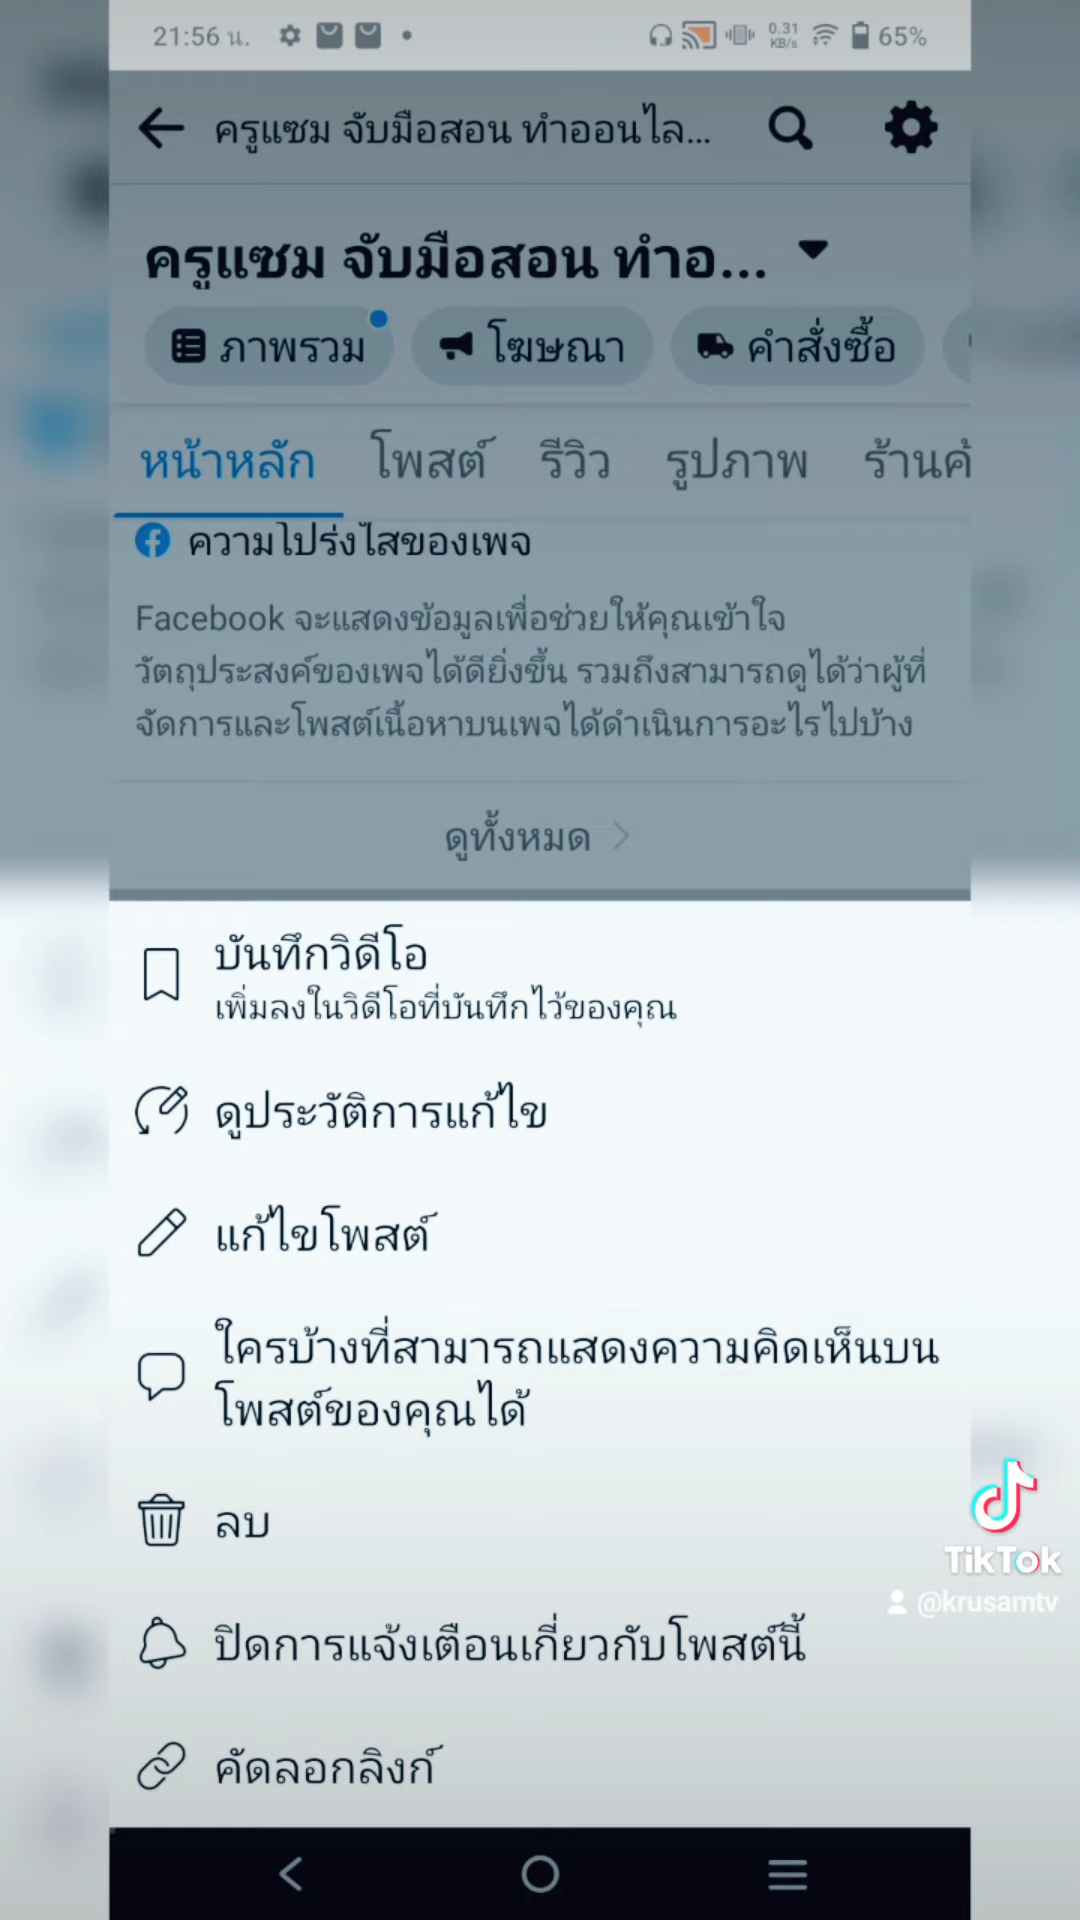 21:56 น.
0.31
KB/s
65%
ครูแซม จับมือสอน ทำออนไล...
ครูแซม จับมือสอน ทำอ...
ภาพรวม
โฆษณา
คำสั่งซื้อ
หน้าหลัก
โพสต์
รีวิว
รูปภาพ
ร้านค้
ความโปร่งใสของเพจ
Facebook จะแสดงข้อมูลเพื่อช่วยให้คุณเข้าใจ
วัตถุประสงค์ของเพจได้ดียิ่งขึ้น รวมถึงสามารถดูได้ว่าผู้ที่
จัดการและโพสต์เนื้อหาบนเพจได้ดำเนินการอะไรไปบ้าง
ดูทั้งหมด
บันทึกวิดีโอ
เพิ่มลงในวิดีโอที่บันทึกไว้ของคุณ
ดูประวัติการแก้ไข
แก้ไขโพสต์
ใครบ้างที่สามารถแสดงความคิดเห็นบน
โพสต์ของคุณได้
ลบ
ปิดการแจ้งเตือนเกี่ยวกับโพสต์นี้
คัดลอกลิงก์
TikTok
@krusamtv